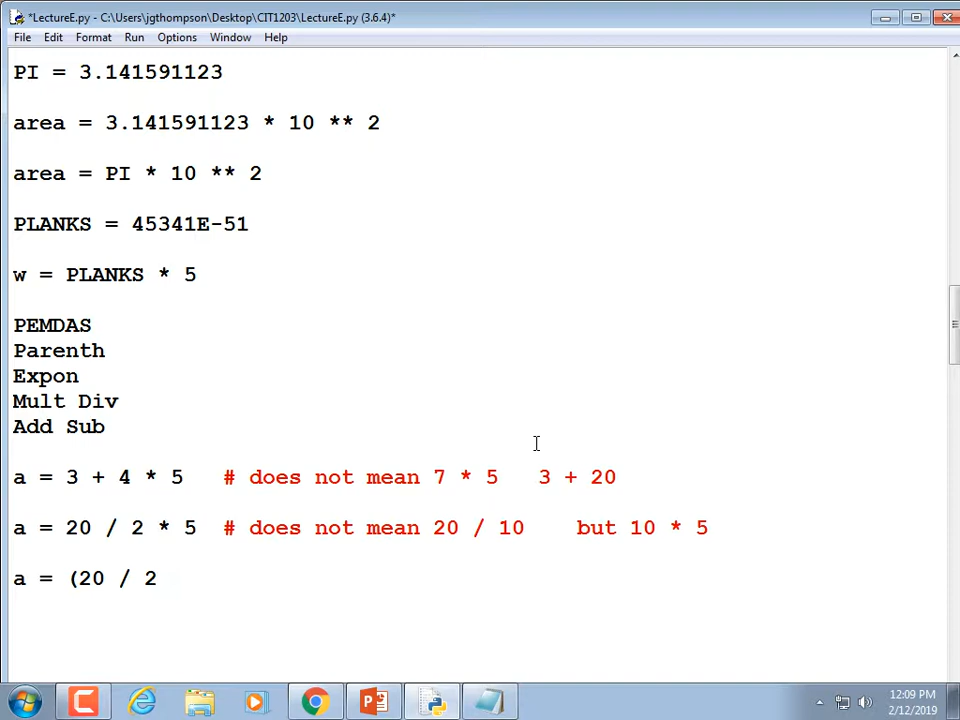 *LectureE.py - C:\Users\jgthompson\Desktop\CIT1203\LectureE.py (3.6.4)*
File Edit Format Run Options Window Help
PI = 3.141591123
area = 3.141591123 * 10 ** 2
area = PI * 10 ** 2
PLANKS = 45341E-51
w = PLANKS * 5
PEMDAS
Parenth
Expon
Mult Div
Add Sub
a = 3 + 4 * 5 # does not mean 7 * 5 3 + 20
a = 20 / 2 * 5 # does not mean 20 / 10 but 10 * 5
a = (20 / 2
12:09 PM
2/12/2019